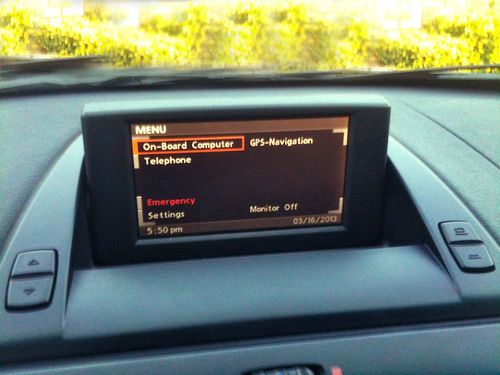 MENU
On-Board Computer GPS-Navigation
Telephone
Emergency
Settings Monitor Off
5:50 pm 03/16/2013